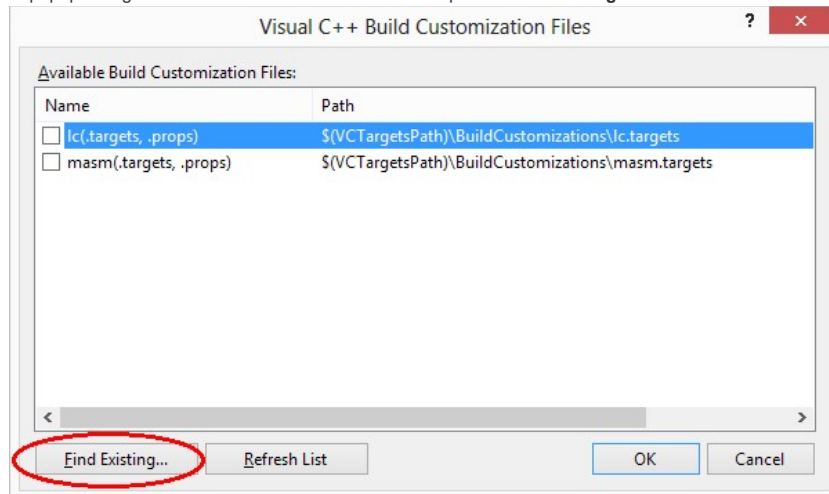 Visual C++ Build Customization Files ? ×
Available Build Customization Files:
Name Path
lc(.targets, .props) $(VCTargetsPath)\BuildCustomizations\lc.targets
masm(.targets, .props) $(VCTargetsPath)\BuildCustomizations\masm.targets
Find Existing... Refresh List OK Cancel